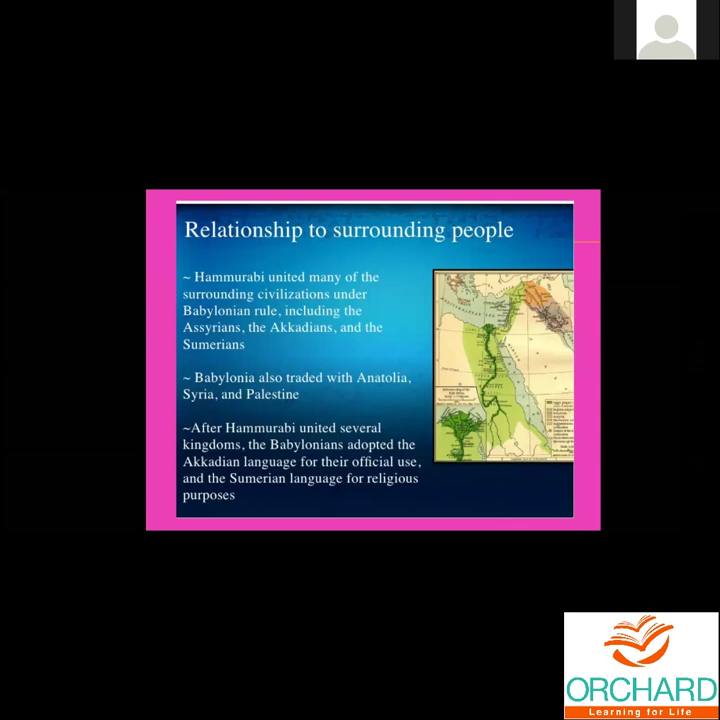 Relationship to surrounding people
~ Hammurabi united many of the
surrounding civilizations under
Babylonian rule, including the
Assyrians, the Akkadians, and the
Sumerians
~ Babylonia also traded with Anatolia,
Syria, and Palestine
~After Hammurabi united several
kingdoms, the Babylonians adopted the
Akkadian language for their official use,
and the Sumerian language for religious
purposes
ORCHARD
Learning for Life